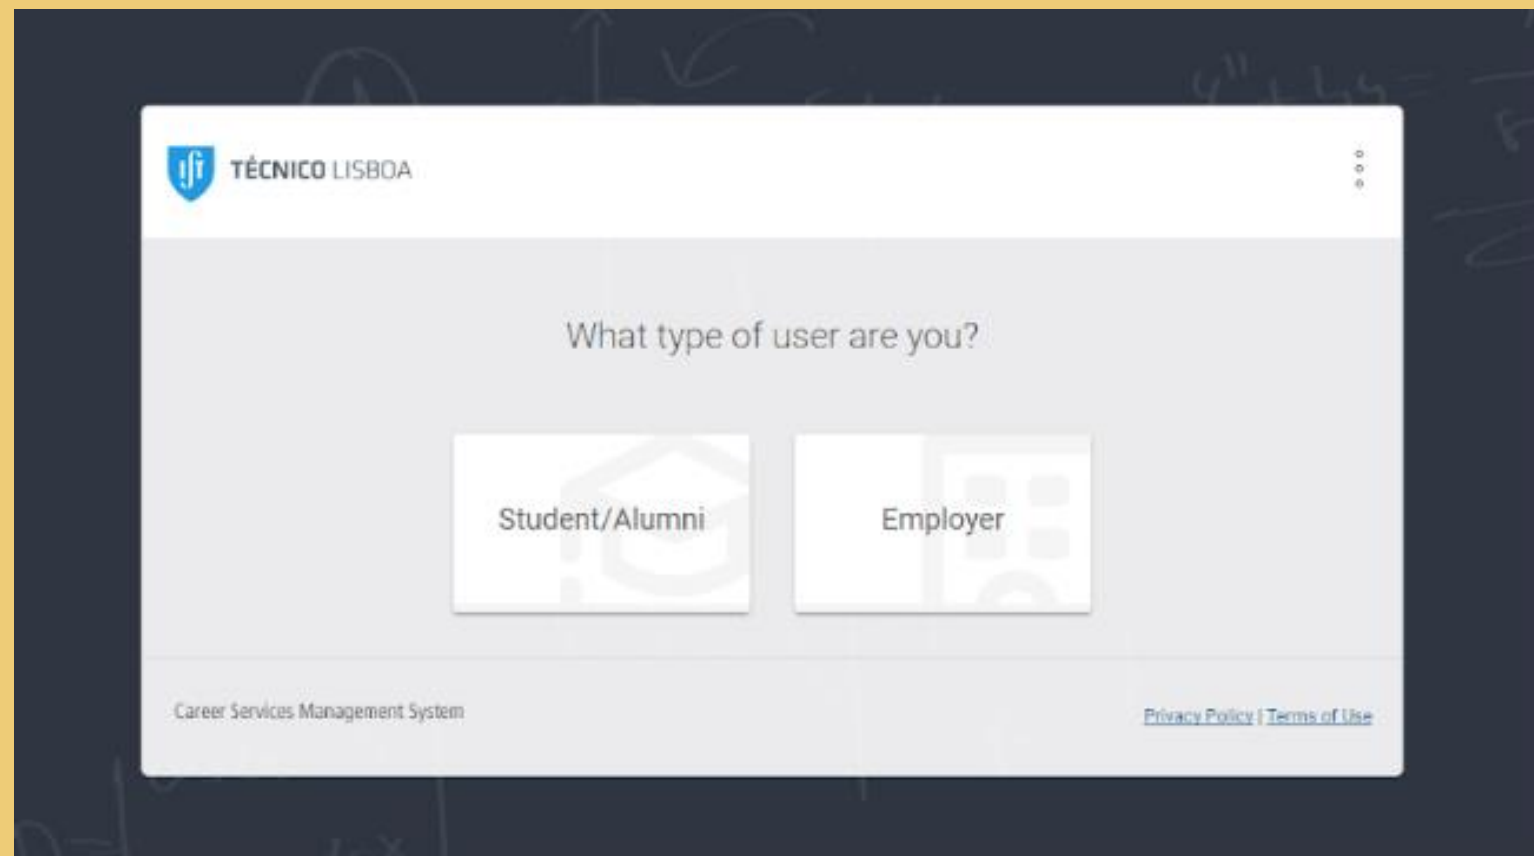 TÉCNICO LISBOA
What type of user are you?
Student/Alumni
Employer
Career Services Management System
Privacy Policy | Terms of Use